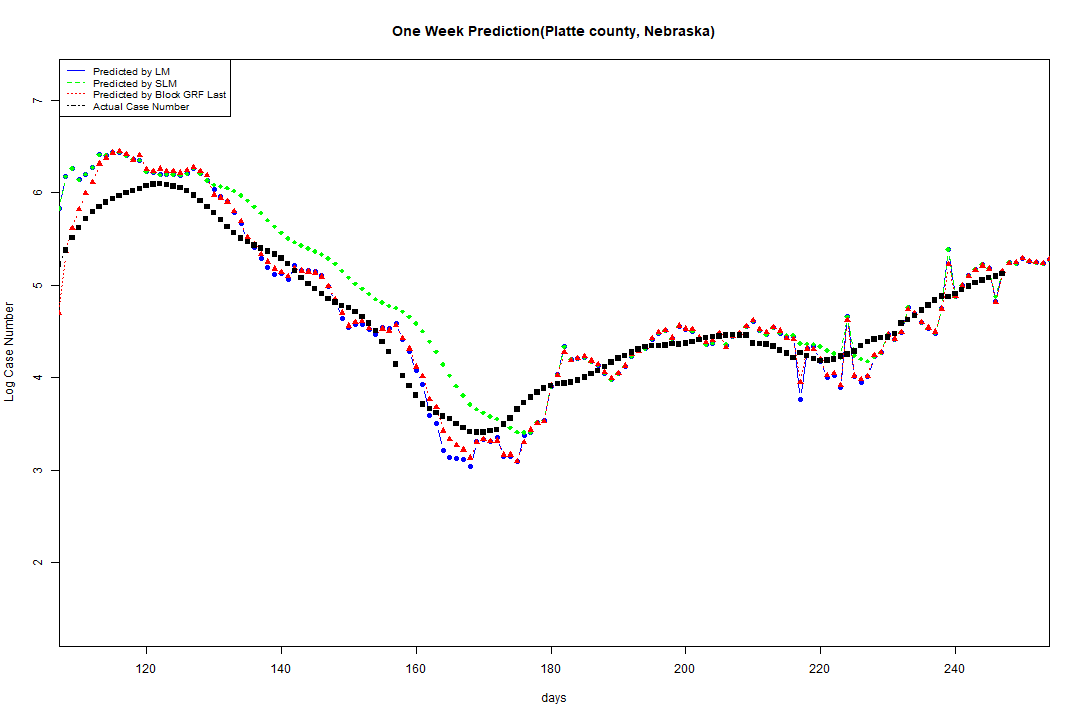 One Week Prediction(Platte county, Nebraska)
Predicted by LM
Predicted by SLM
Predicted by Block GRF Last
Actual Case Number
7
6
5
4
3
2
Log Case Number
120 140 160 180 200 220 240
days